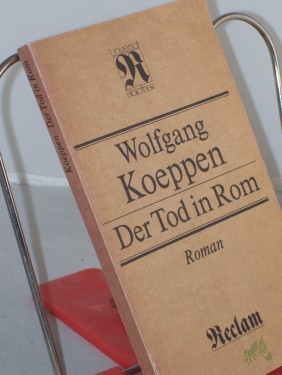 Koeppen Der Tod in Rom
Universal
R
Bibliothek
Wolfgang
Koeppen
Der Tod in Rom
Roman
Reclam